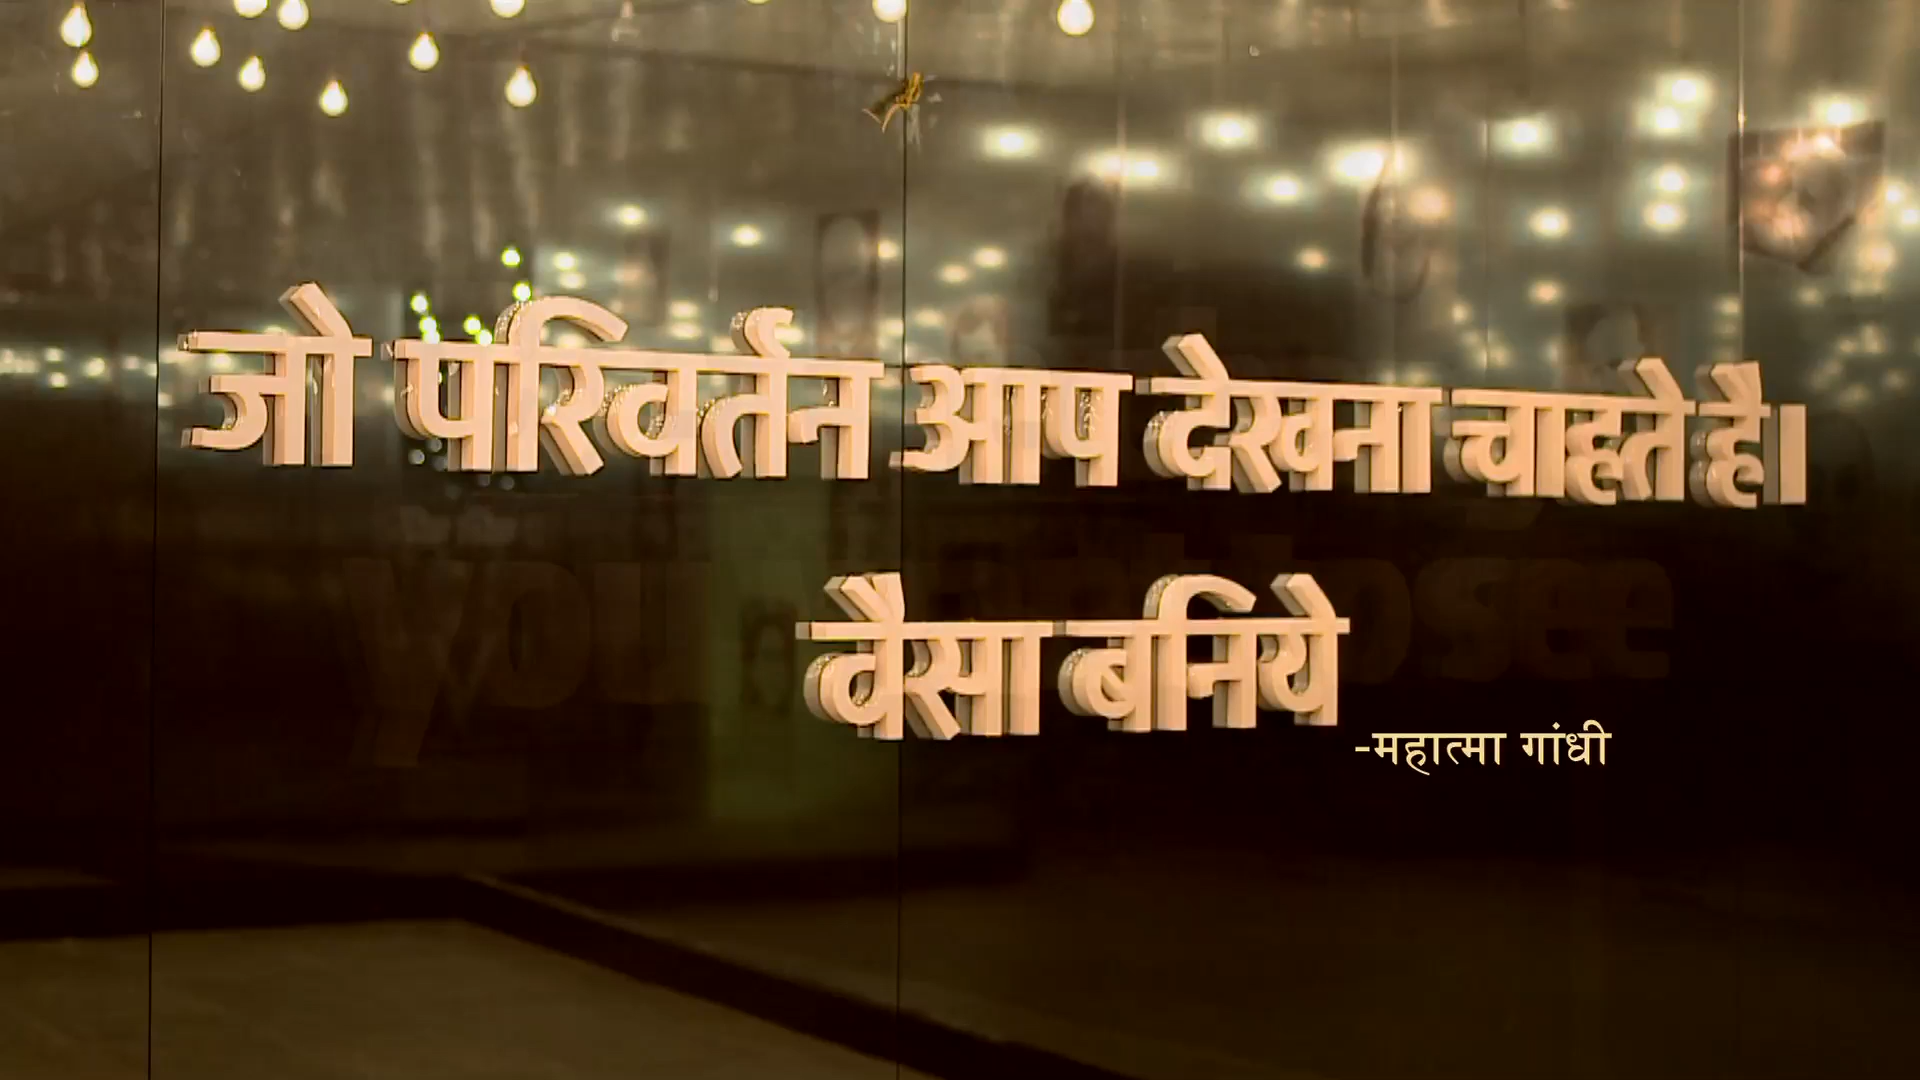 जो परिवर्तन आप देखना चाहते है।
वैसा बनिये
-महात्मा गांधी